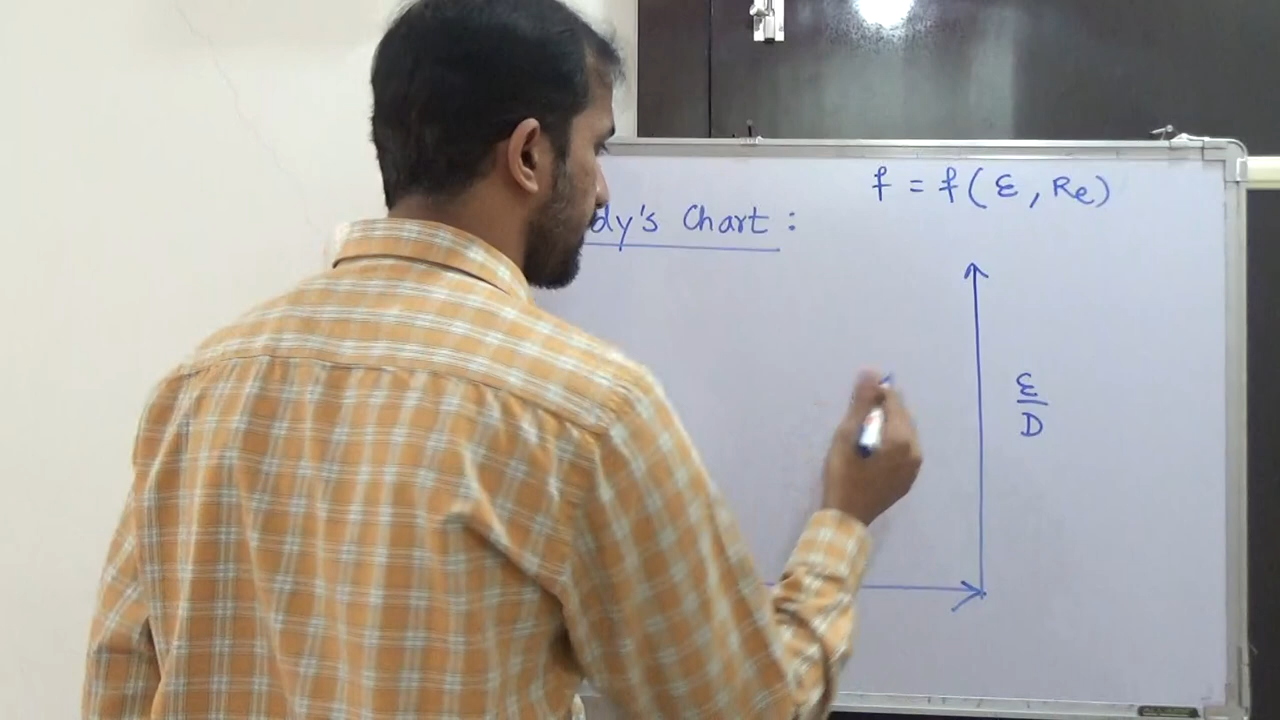 f = f(ε, Re)
dy's Chart :
ε/D